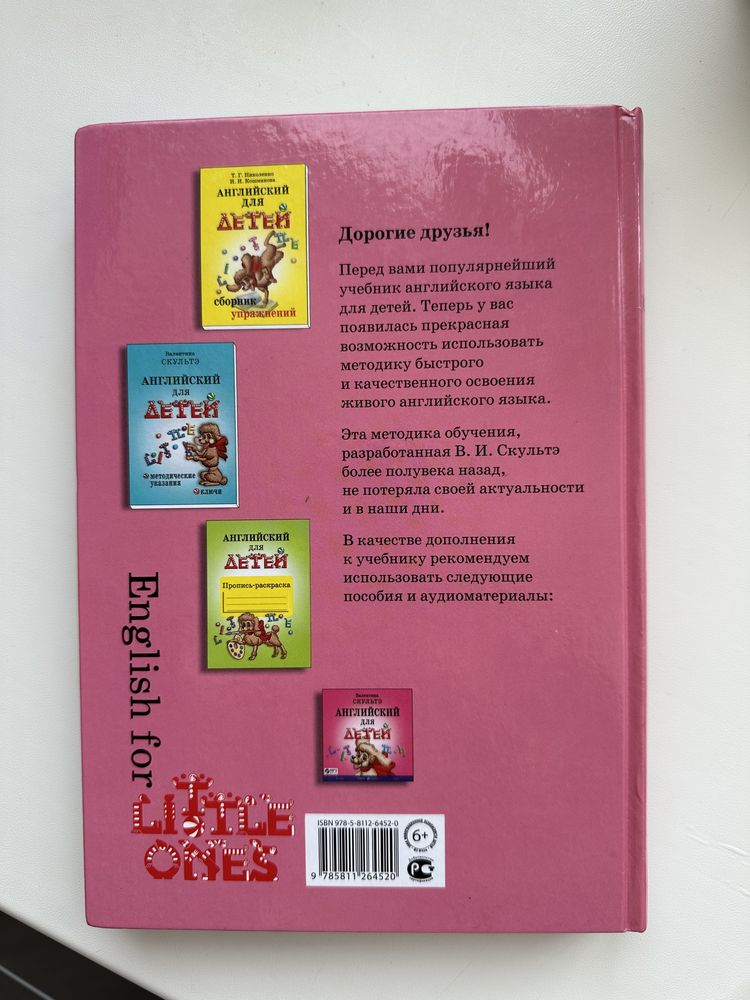 Т. Г. Николенко
И. И. Кошманова
АНГЛИЙСКИЙ
ДЛЯ
ДЕТЕЙ
сборник
упражнений
Валентина
СКУЛЬТЭ
АНГЛИЙСКИЙ
ДЛЯ
ДЕТЕЙ
методические
указания
ключи
АНГЛИЙСКИЙ
ДЛЯ
ДЕТЕЙ
Пропись-раскраска
Валентина
СКУЛЬТЭ
АНГЛИЙСКИЙ
ДЛЯ
ДЕТЕЙ
Дорогие друзья!
Перед вами популярнейший
учебник английского языка
для детей. Теперь у вас
появилась прекрасная
возможность использовать
методику быстрого
и качественного освоения
живого английского языка.
Эта методика обучения,
разработанная В. И. Скультэ
более полувека назад,
не потеряла своей актуальности
и в наши дни.
В качестве дополнения
к учебнику рекомендуем
использовать следующие
пособия и аудиоматериалы:
English for
LITTLE
ONES
ISBN 978-5-8112-6452-0
9 785811 264520
6+
РС